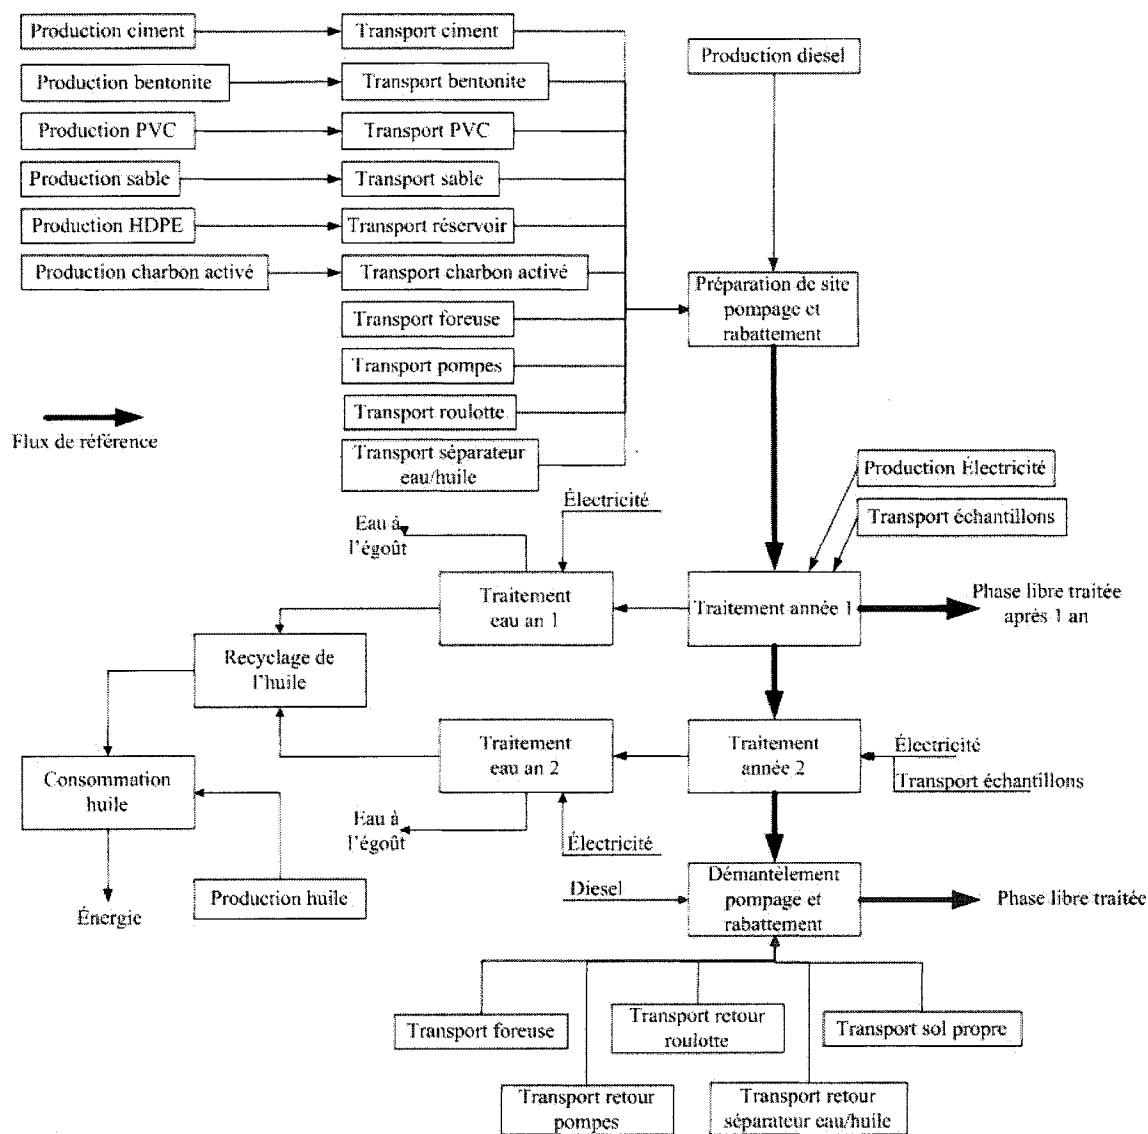 Production ciment
Transport ciment
Production diesel
Production bentonite
Transport bentonite
Production PVC
Transport PVC
Production sable
Transport sable
Production HDPE
Transport réservoir
Production charbon activé
Transport charbon activé
Préparation de site
pompage et
rabattement
Transport foreuse
Transport pompes
Transport roulotte
Flux de référence
Transport séparateur
eau/huile
Production Électricité
Transport échantillons
Électricité
Eau à
l'égoût
Traitement
eau an 1
Traitement année 1
Phase libre traitée
après 1 an
Recyclage de
l'huile
Traitement
eau an 2
Traitement
année 2
Électricité
Transport échantillons
Consommation
huile
Eau à
l'égoût
Électricité
Production huile
Énergie
Diesel
Démantèlement
pompage et
rabattement
Phase libre traitée
Transport foreuse
Transport retour
roulotte
Transport sol propre
Transport retour
pompes
Transport retour
séparateur eau/huile